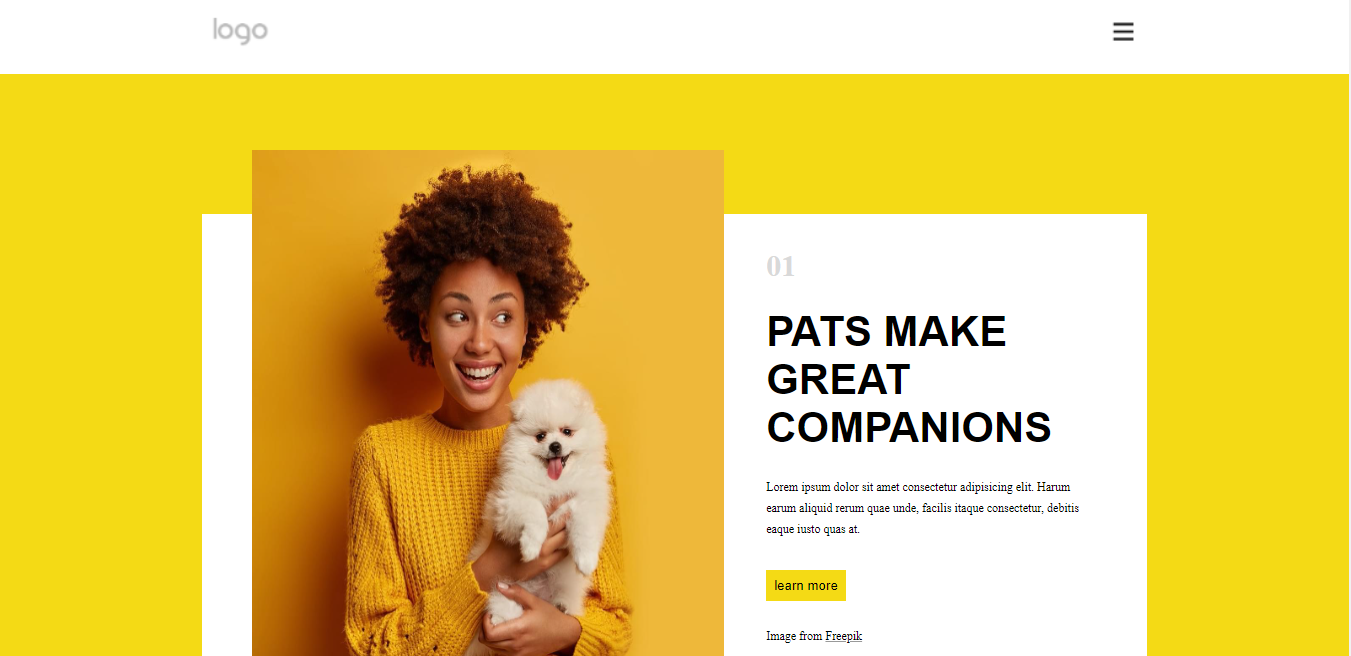 logo
01
PATS MAKE
GREAT
COMPANIONS
Lorem ipsum dolor sit amet consectetur adipisicing elit. Harum
earum aliquid rerum quae unde, facilis itaque consectetur, debitis
eaque iusto quas at.
learn more
Image from Freepik